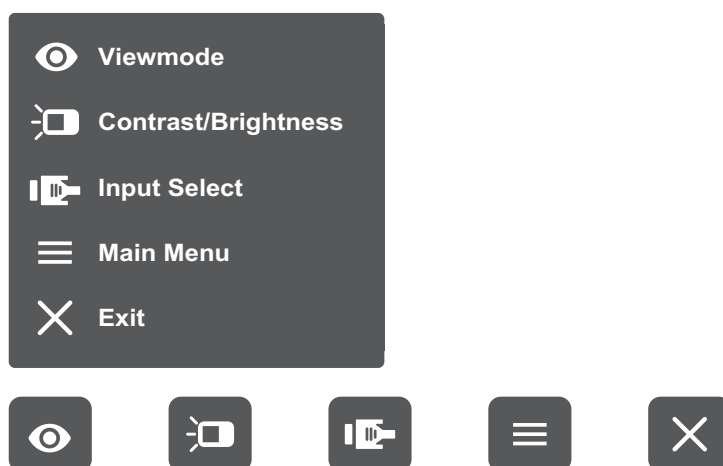 Viewmode
Contrast/Brightness
Input Select
Main Menu
Exit